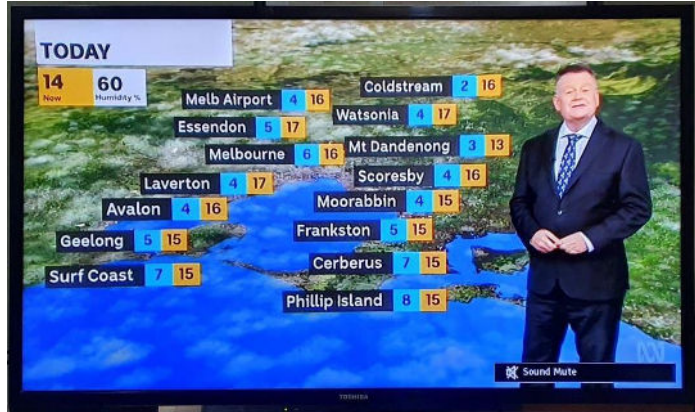 TODAY
14 60
Now Humidity %
Melb Airport 4 16
Coldstream 2 16
Essendon 5 17
Watsonia 4 17
Melbourne 6 16
Mt Dandenong 3 13
Laverton 4 17
Scoresby 4 16
Avalon 4 16
Moorabbin 4 15
Geelong 5 15
Frankston 5 15
Surf Coast 7 15
Cerberus 7 15
Phillip Island 8 15
Sound Mute
TOSHIBA